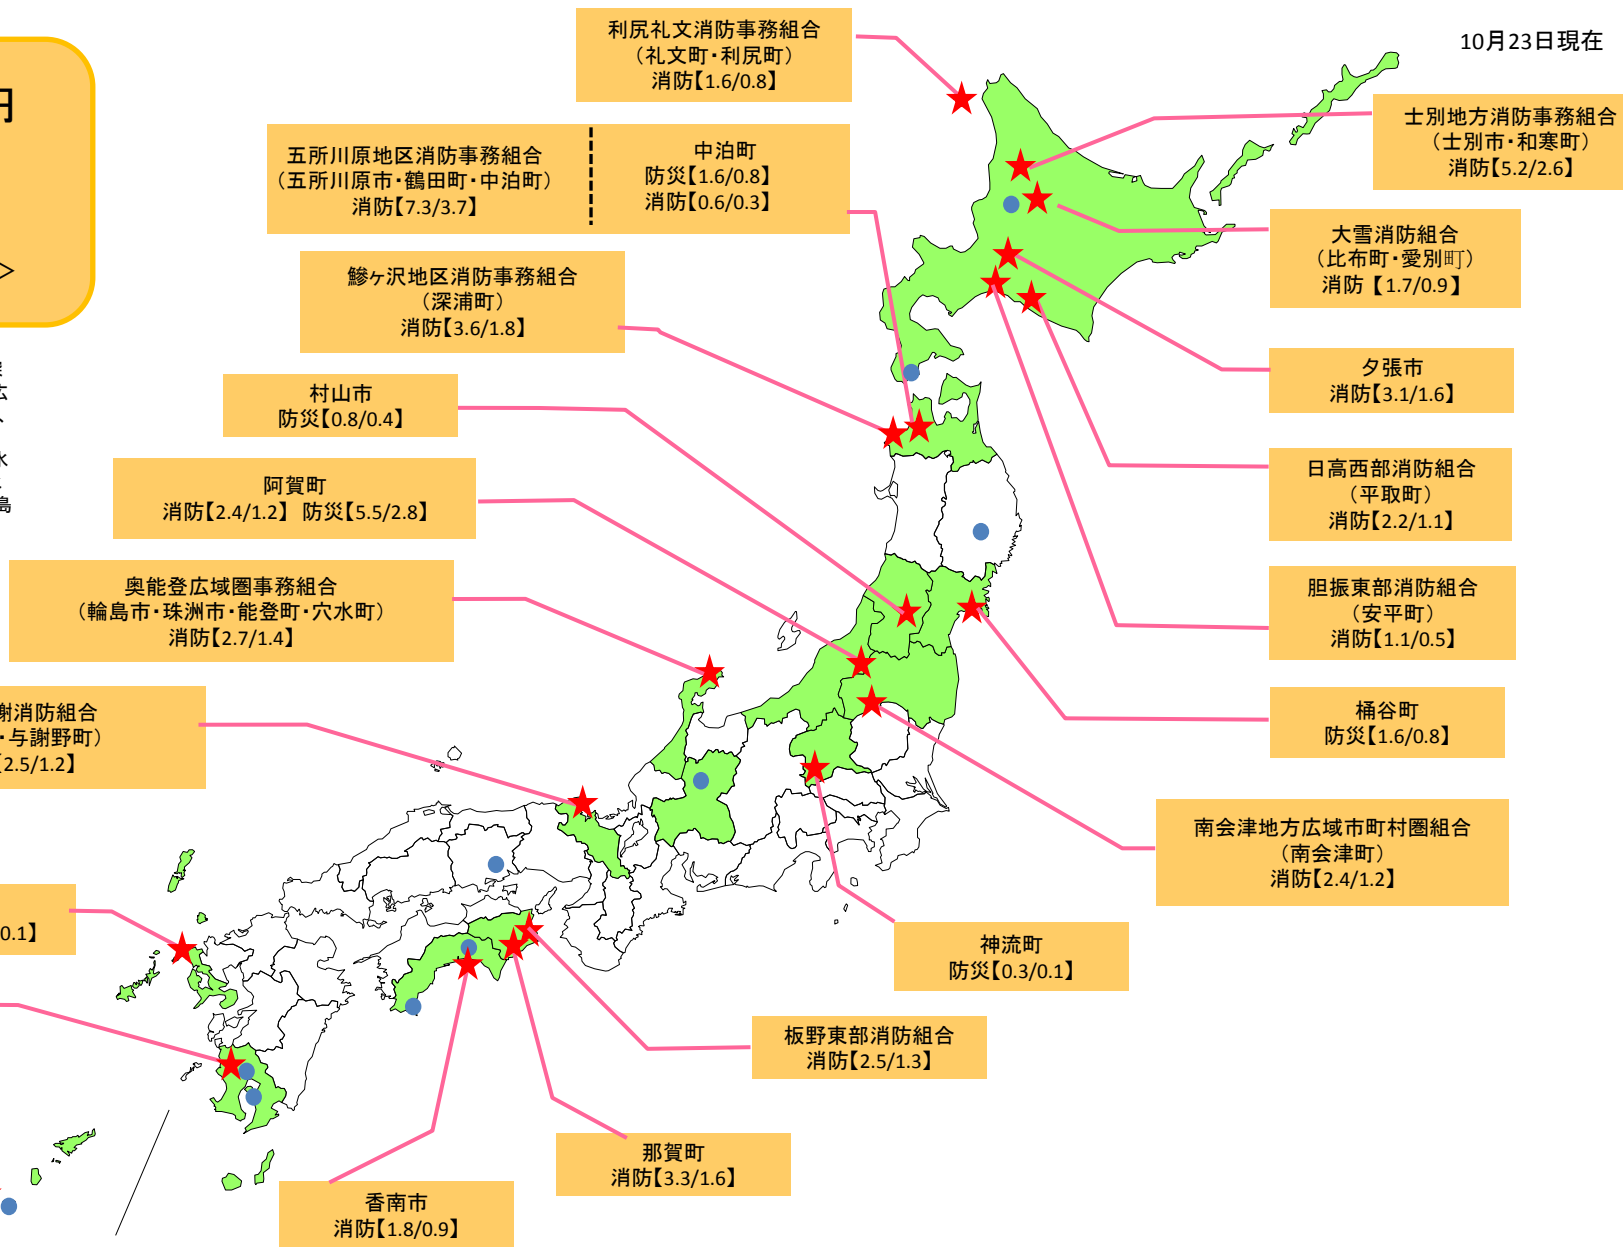 10月23日現在
円
＞
広
水
島
利尻礼文消防事務組合
（礼文町・利尻町）
消防【1.6/0.8】
士別地方消防事務組合
（士別市・和寒町）
消防【5.2/2.6】
五所川原地区消防事務組合
（五所川原市・鶴田町・中泊町）
消防【7.3/3.7】
中泊町
防災【1.6/0.8】
消防【0.6/0.3】
大雪消防組合
（比布町・愛別町）
消防 【1.7/0.9】
鰺ヶ沢地区消防事務組合
（深浦町）
消防【3.6/1.8】
夕張市
消防【3.1/1.6】
村山市
防災【0.8/0.4】
日高西部消防組合
（平取町）
消防【2.2/1.1】
阿賀町
消防【2.4/1.2】 防災【5.5/2.8】
胆振東部消防組合
（安平町）
消防【1.1/0.5】
奥能登広域圏事務組合
（輪島市・珠洲市・能登町・穴水町）
消防【2.7/1.4】
桶谷町
防災【1.6/0.8】
謝消防組合
・与謝野町）
【2.5/1.2】
南会津地方広域市町村圏組合
（南会津町）
消防【2.4/1.2】
0.1】
神流町
防災【0.3/0.1】
板野東部消防組合
消防【2.5/1.3】
那賀町
消防【3.3/1.6】
香南市
消防【1.8/0.9】